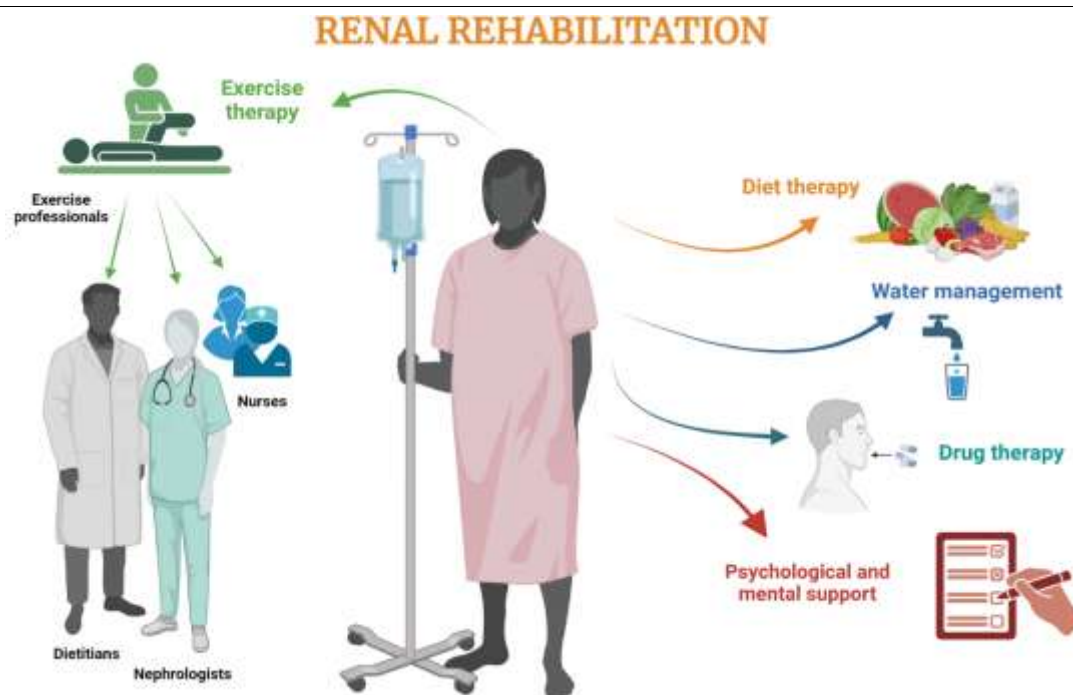 RENAL REHABILITATION
Exercise
therapy
Exercise
professionals
Nurses
Dietitians
Nephrologists
Diet therapy
Water management
Drug therapy
Psychological and
mental support